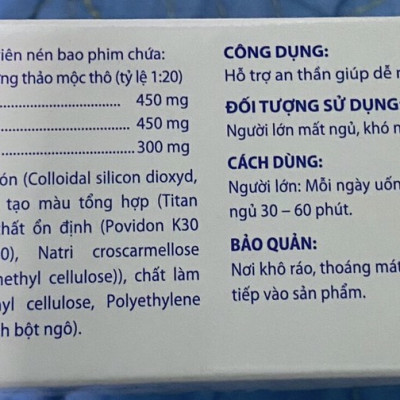 iên nén bao phim chứa:
ng thảo mộc thô (tỷ lệ 1:20)
450 mg
450 mg
300 mg
ón (Colloidal silicon dioxyd,
tạo màu tổng hợp (Titan
hất ổn định (Povidon K30
0), Natri croscarmellose
methyl cellulose)), chất làm
yl cellulose, Polyethylene
h bột ngô).
CÔNG DỤNG:
Hỗ trợ an thần giúp dễ
ĐỐI TƯỢNG SỬ DỤNG:
Người lớn mất ngủ, khó
CÁCH DÙNG:
Người lớn: Mỗi ngày uốn
ngủ 30 – 60 phút.
BẢO QUẢN:
Nơi khô ráo, thoáng mát
tiếp vào sản phẩm.